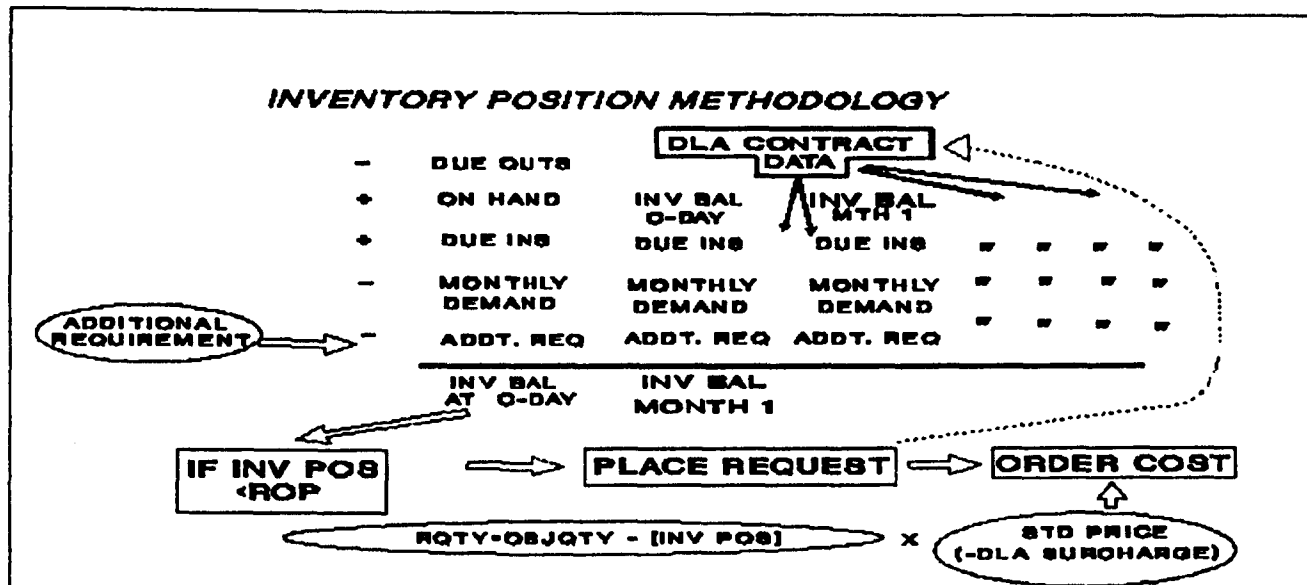 INVENTORY POSITION METHODOLOGY
DLA CONTRACT
DATA
- DUE OUTS
+ ON HAND INV BAL INV BAL
O-DAY MTH 1
+ DUE INS DUE INS DUE INS " " " "
- MONTHLY MONTHLY MONTHLY " " " "
DEMAND DEMAND DEMAND
ADDITIONAL
REQUIREMENT
- ADDT. REQ ADDT. REQ ADDT. REQ " " " "
INV BAL INV BAL
AT O-DAY MONTH 1
IF INV POS
<ROP
PLACE REQUEST
ORDER COST
RQTY=OBJQTY - [INV POS] x STD PRICE
(-DLA SURCHARGE)